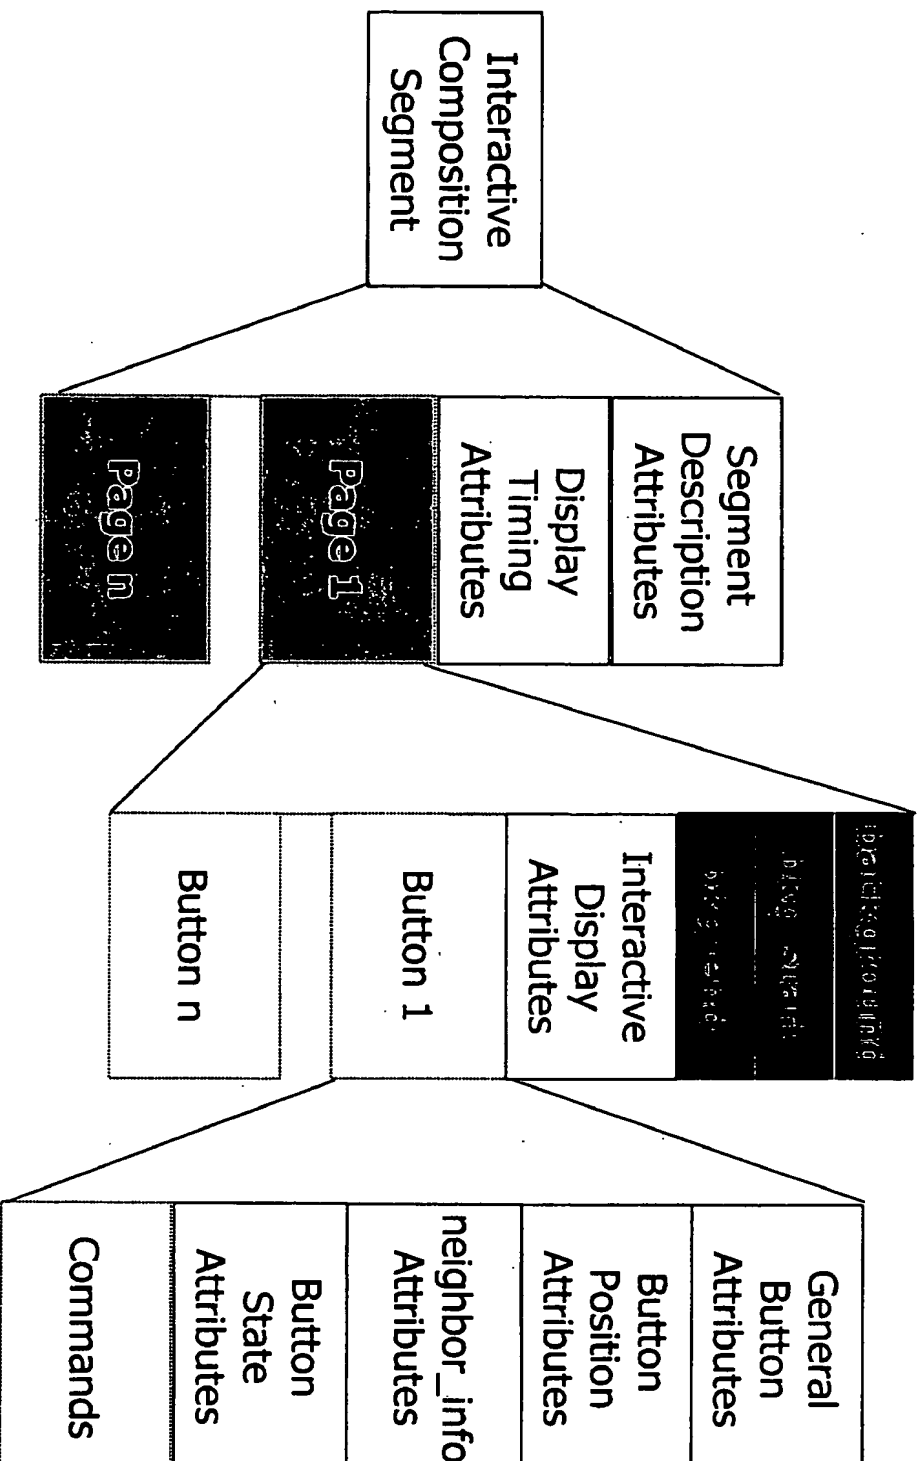 Interactive
Composition
Segment
Segment
Description
Attributes
Display
Timing
Attributes
Page 1
Page n
Interactive
Display
Attributes
Button 1
Button n
General
Button
Attributes
Button
Position
Attributes
neighbor_info
Attributes
Button
State
Attributes
Commands